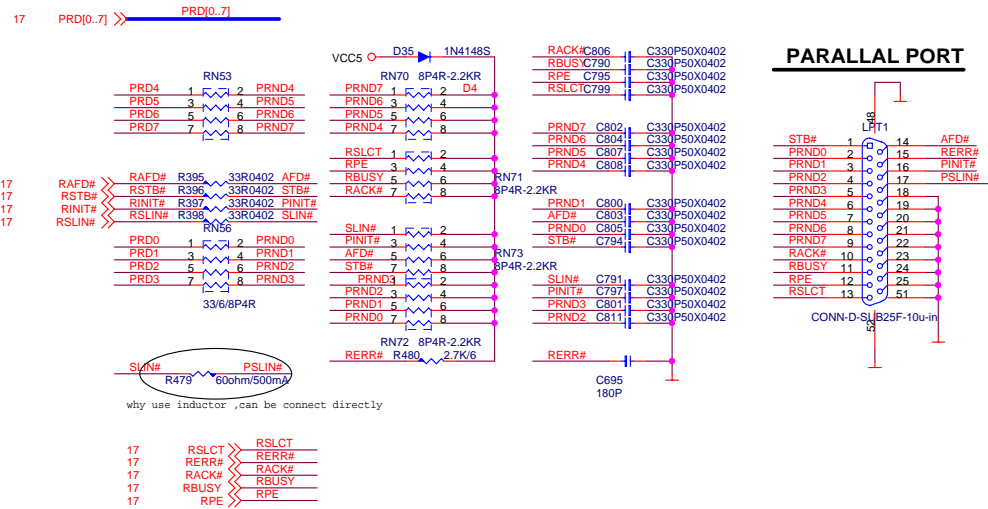 17 PRD[0..7] PRD[0..7]
PARALLAL PORT
RN53
PRD4 1 2 PRND4
PRD5 3 4 PRND5
PRD6 5 6 PRND6
PRD7 7 8 PRND7
17 RAFD# RAFD# R395 33R0402 AFD#
17 RSTB# RSTB# R396 33R0402 STB#
17 RINIT# RINIT# R397 33R0402 PINIT#
17 RSLIN# RSLIN# R398 33R0402 SLIN#
RN56
PRD0 1 2 PRND0
PRD1 3 4 PRND1
PRD2 5 6 PRND2
PRD3 7 8 PRND3
33/6/8P4R
SLIN# PSLIN#
R479 60ohm/500mA
why use inductor ,can be connect directly
17 RSLCT RSLCT
17 RERR# RERR#
17 RACK# RACK#
17 RBUSY RBUSY
17 RPE RPE
VCC5 D35 1N4148S
RN70 8P4R-2.2KR
PRND7 1 2 D4
PRND6 3 4
PRND5 5 6
PRND4 7 8
RSLCT 1 2
RPE 3 4
RBUSY 5 6 RN71
RACK# 7 8 8P4R-2.2KR
SLIN# 1 2
PINIT# 3 4
AFD# 5 6 RN73
STB# 7 8 8P4R-2.2KR
PRND3 1 2
PRND2 3 4
PRND1 5 6
PRND0 7 8
RN72 8P4R-2.2KR
RERR# R480 2.7K/6
RACK# C806 C330P50X0402
RBUSY C790 C330P50X0402
RPE C795 C330P50X0402
RSLCT C799 C330P50X0402
PRND7 C802 C330P50X0402
PRND6 C804 C330P50X0402
PRND5 C807 C330P50X0402
PRND4 C808 C330P50X0402
PRND1 C800 C330P50X0402
AFD# C803 C330P50X0402
PRND0 C805 C330P50X0402
STB# C794 C330P50X0402
SLIN# C791 C330P50X0402
PINIT# C797 C330P50X0402
PRND3 C801 C330P50X0402
PRND2 C811 C330P50X0402
RERR#
C695
180P
48
LPT1
STB# 1 14 AFD#
PRND0 2 15 RERR#
PRND1 3 16 PINIT#
PRND2 4 17 PSLIN#
PRND3 5 18
PRND4 6 19
PRND5 7 20
PRND6 8 21
PRND7 9 22
RACK# 10 23
RBUSY 11 24
RPE 12 25
RSLCT 13 51
CONN-D-SUB25F-10u-in
52